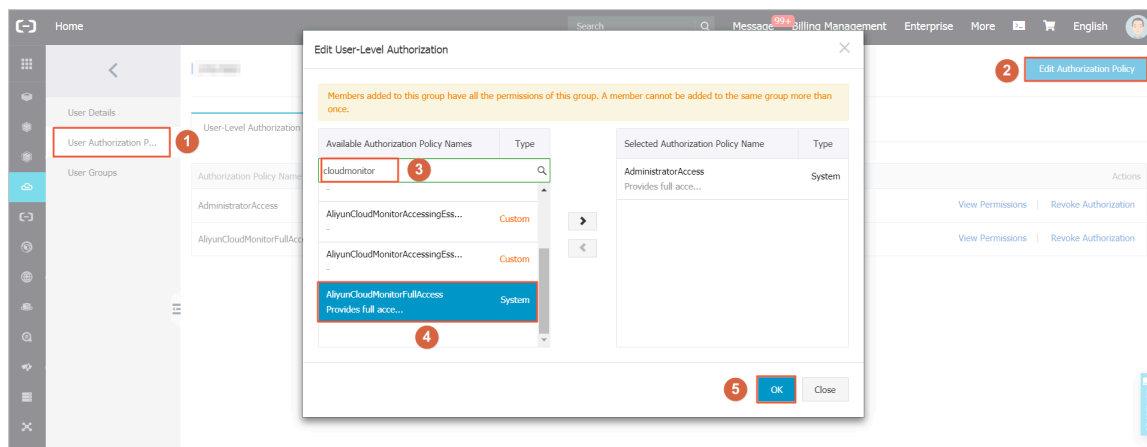 Home
Search
Message
99+
Billing Management
Enterprise
More
English
2
Edit Authorization Policy
User Details
1
User Authorization P...
User Groups
User-Level Authorization
Authorization Policy Name
Actions
AdministratorAccess
View Permissions | Revoke Authorization
AliyunCloudMonitorFullAcce
View Permissions | Revoke Authorization
Edit User-Level Authorization
Members added to this group have all the permissions of this group. A member cannot be added to the same group more than
once.
Available Authorization Policy Names Type
cloudmonitor
3
-
AliyunCloudMonitorAccessingEss... Custom
-
AliyunCloudMonitorAccessingEss... Custom
-
AliyunCloudMonitorFullAccess System
Provides full acce...
4
Selected Authorization Policy Name Type
AdministratorAccess System
Provides full acce...
5
OK
Close